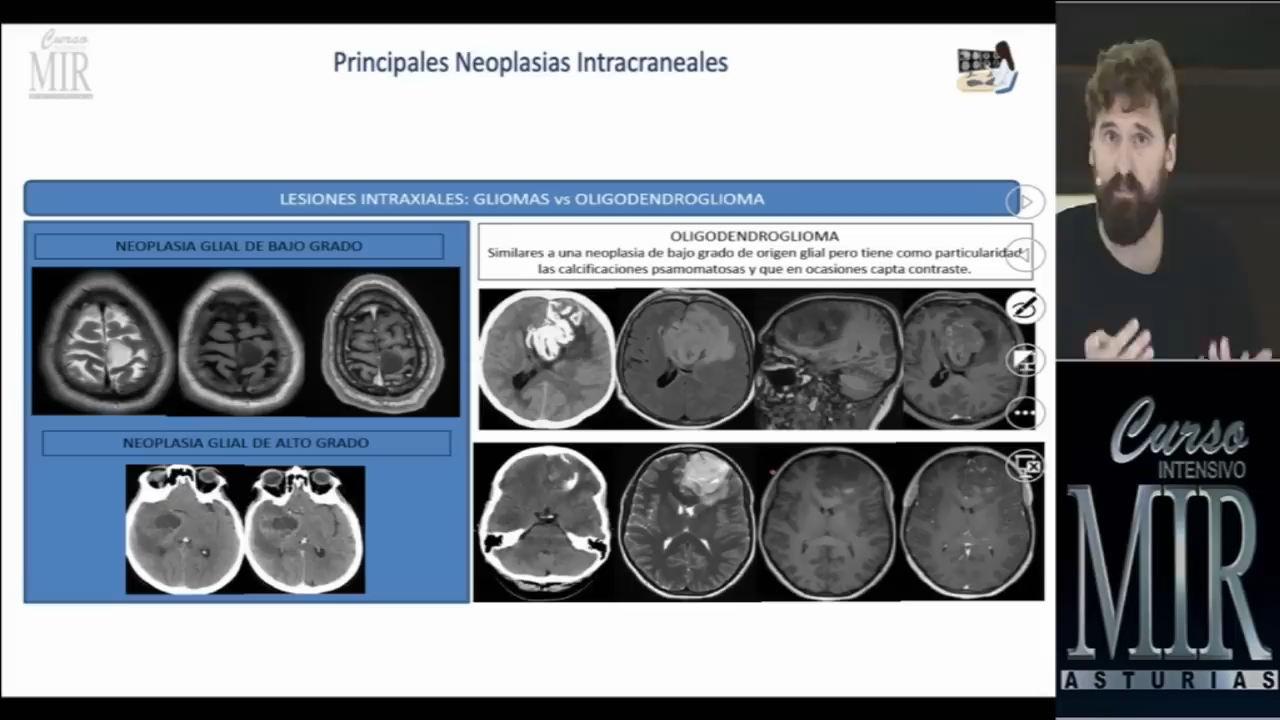 Curso
MIR
Principales Neoplasias Intracraneales
LESIONES INTRAXIALES: GLIOMAS vs OLIGODENDROGLIOMA
NEOPLASIA GLIAL DE BAJO GRADO
NEOPLASIA GLIAL DE ALTO GRADO
OLIGODENDROGLIOMA
Similares a una neoplasia de bajo grado de origen glial pero tiene como particularidad
las calcificaciones psamomatosas y que en ocasiones capta contraste.
Curso
INTENSIVO
MIR
ASTURIAS